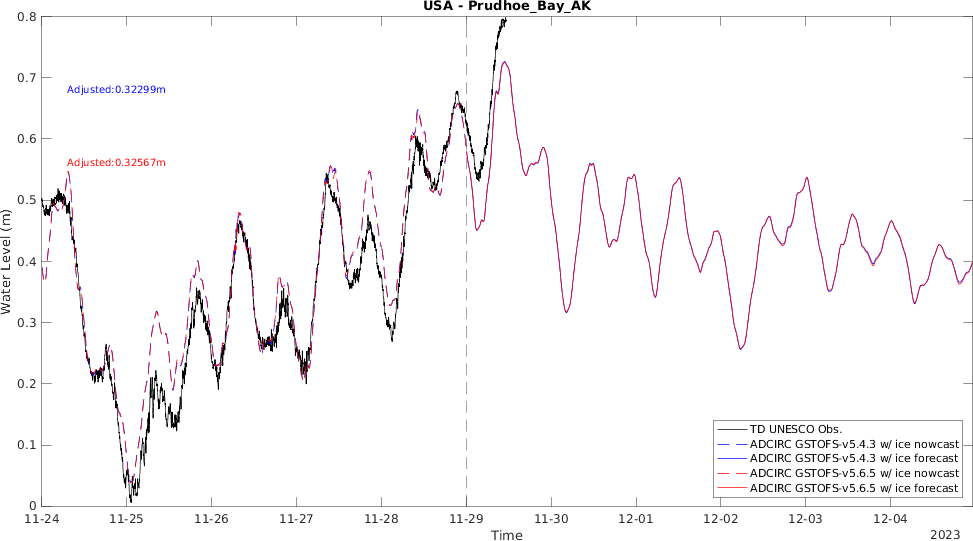 USA - Prudhoe_Bay_AK
0.8
0.7
0.6
0.5
0.4
0.3
0.2
0.1
0
Water Level (m)
Adjusted:0.32299m
Adjusted:0.32567m
TD UNESCO Obs.
ADCIRC GSTOFS-v5.4.3 w/ ice nowcast
ADCIRC GSTOFS-v5.4.3 w/ ice forecast
ADCIRC GSTOFS-v5.6.5 w/ ice nowcast
ADCIRC GSTOFS-v5.6.5 w/ ice forecast
11-24 11-25 11-26 11-27 11-28 11-29 11-30 12-01 12-02 12-03 12-04
Time
2023